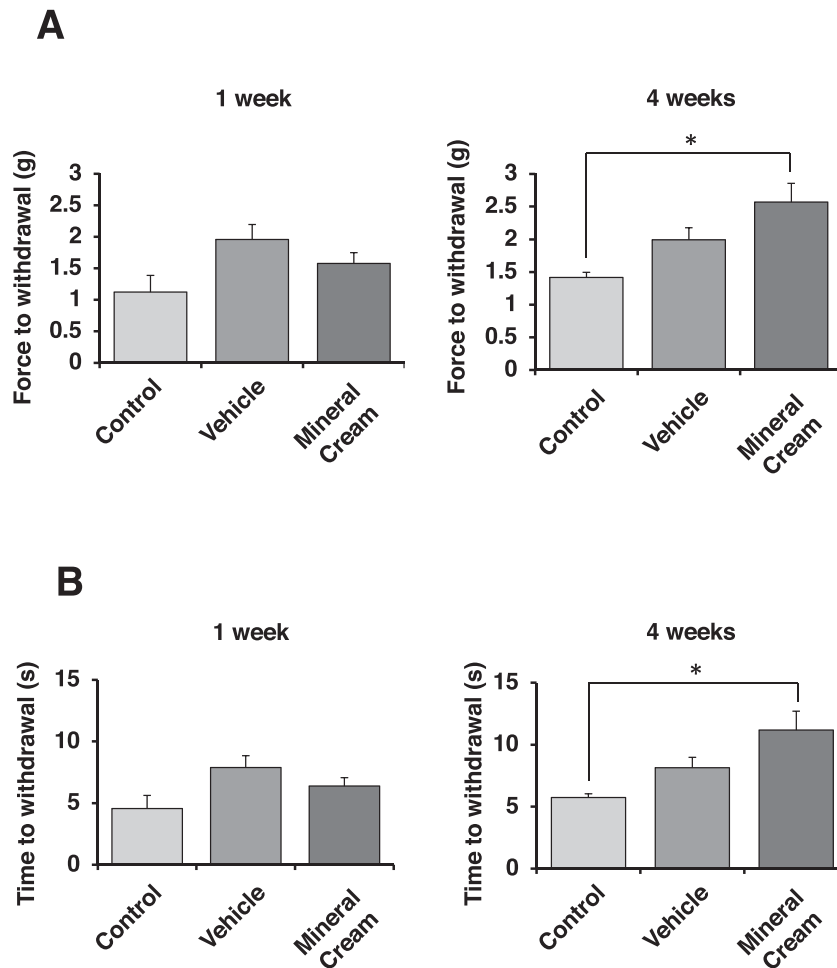 A
1 week
Force to withdrawal (g)
3
2.5
2
1.5
1
0.5
0
Control
Vehicle
Mineral
Cream
4 weeks
*
Force to withdrawal (g)
3
2.5
2
1.5
1
0.5
0
Control
Vehicle
Mineral
Cream
B
1 week
Time to withdrawal (s)
15
10
5
0
Control
Vehicle
Mineral
Cream
4 weeks
*
Time to withdrawal (s)
15
10
5
0
Control
Vehicle
Mineral
Cream